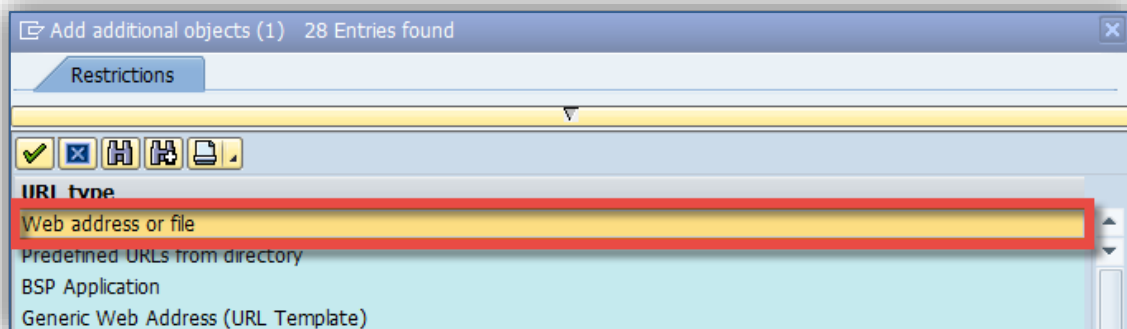 Add additional objects (1) 28 Entries found
Restrictions
URL type
Web address or file
Predefined URLs from directory
BSP Application
Generic Web Address (URL Template)